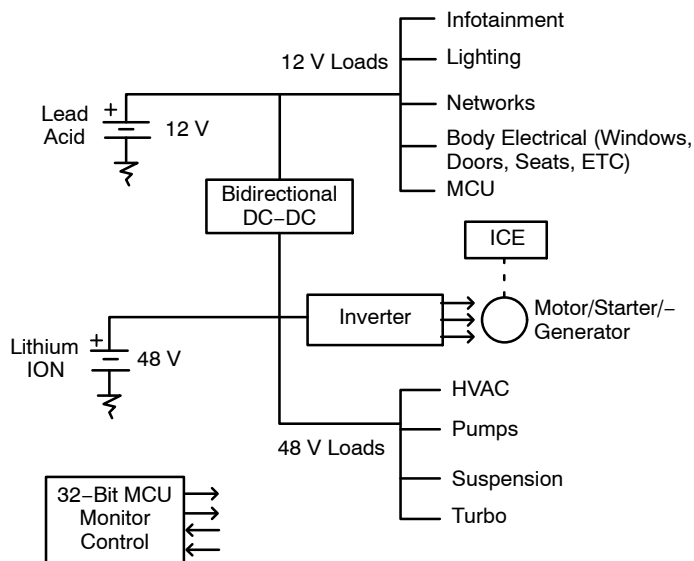 Infotainment
12 V Loads
Lighting
Lead
Acid
+
12 V
Networks
Body Electrical (Windows,
Doors, Seats, ETC)
MCU
Bidirectional
DC−DC
ICE
Inverter
Motor/Starter/−
Generator
Lithium
ION
+
48 V
HVAC
48 V Loads
Pumps
Suspension
Turbo
32−Bit MCU
Monitor
Control